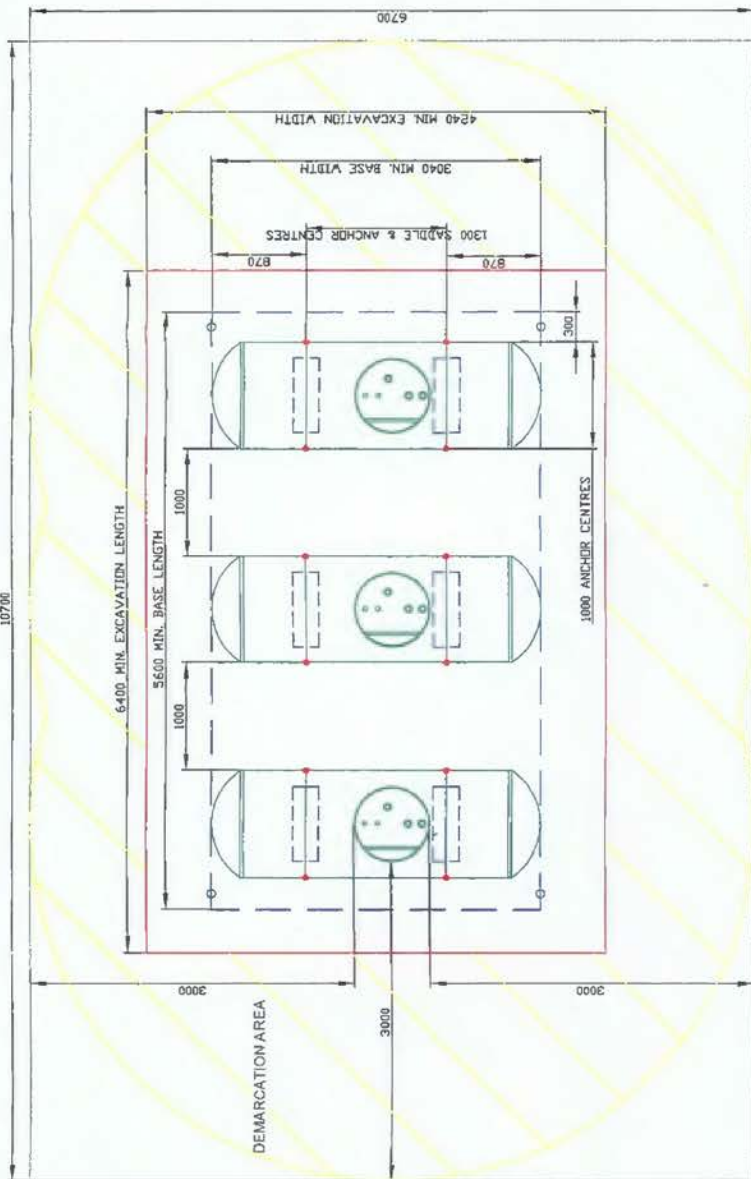 6700
10700
4240 MIN. EXCAVATION WIDTH
3040 MIN. BASE WIDTH
1300 SADDLE & ANCHOR CENTRES
870
870
300
6400 MIN. EXCAVATION LENGTH
5600 MIN. BASE LENGTH
1000
1000 ANCHOR CENTRES
1000
3000
3000
3000
DEMARCATION AREA